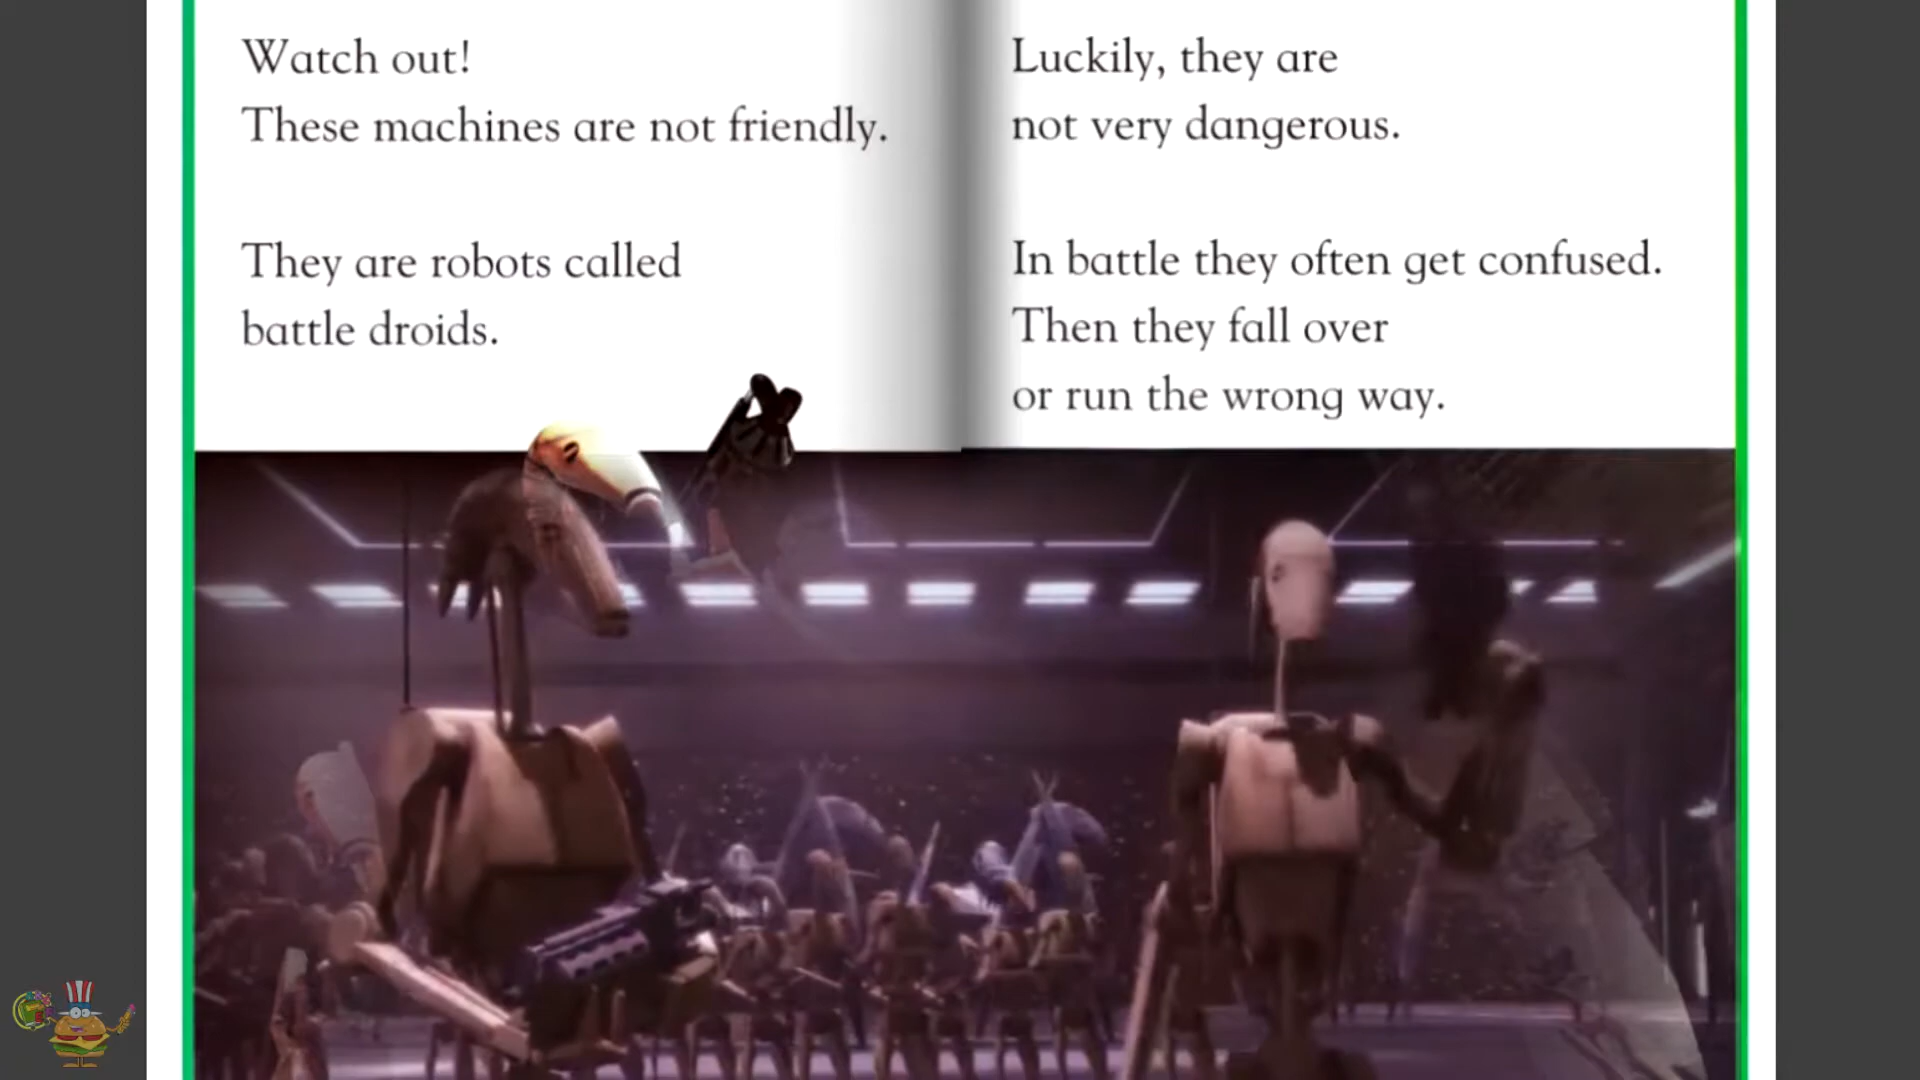 Watch out!
These machines are not friendly.
They are robots called
battle droids.
Luckily, they are
not very dangerous.
In battle they often get confused.
Then they fall over
or run the wrong way.